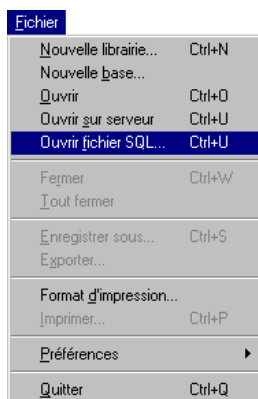 Fichier
Nouvelle librairie... Ctrl+N
Nouvelle base...
Ouvrir Ctrl+O
Ouvrir sur serveur Ctrl+U
Ouvrir fichier SQL... Ctrl+U
Fermer Ctrl+W
Tout fermer
Enregistrer sous... Ctrl+S
Exporter...
Format d'impression...
Imprimer... Ctrl+P
Préférences
Quitter Ctrl+Q